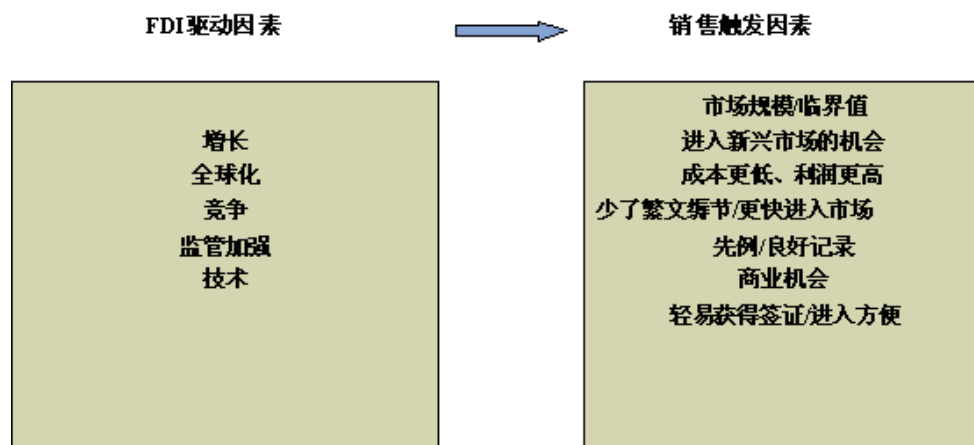 FDI驱动因素
销售触发因素
增长
全球化
竞争
监管加强
技术
市场规模/临界值
进入新兴市场的机会
成本更低、利润更高
少了繁文缛节/更快进入市场
先例/良好记录
商业机会
轻易获得签证/进入方便